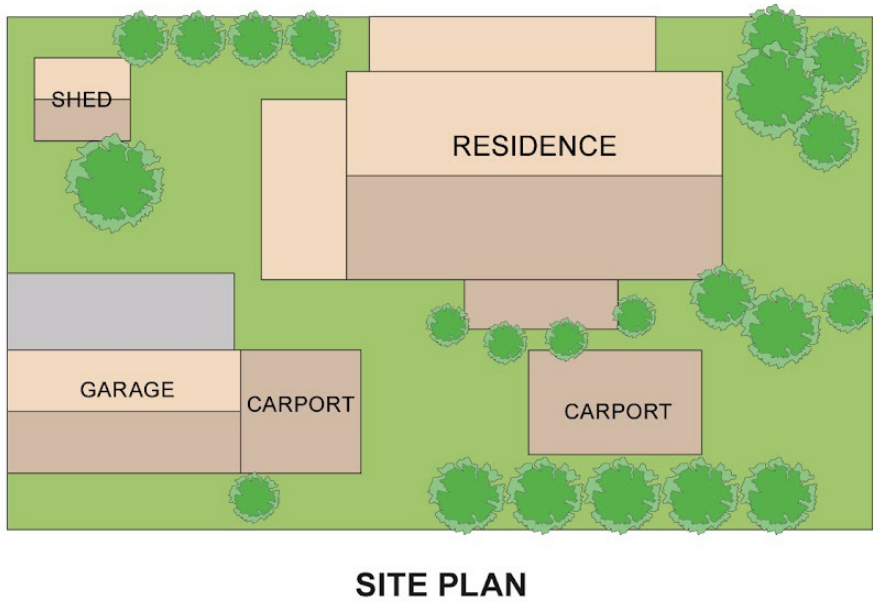 SHED
RESIDENCE
GARAGE
CARPORT
CARPORT
SITE PLAN